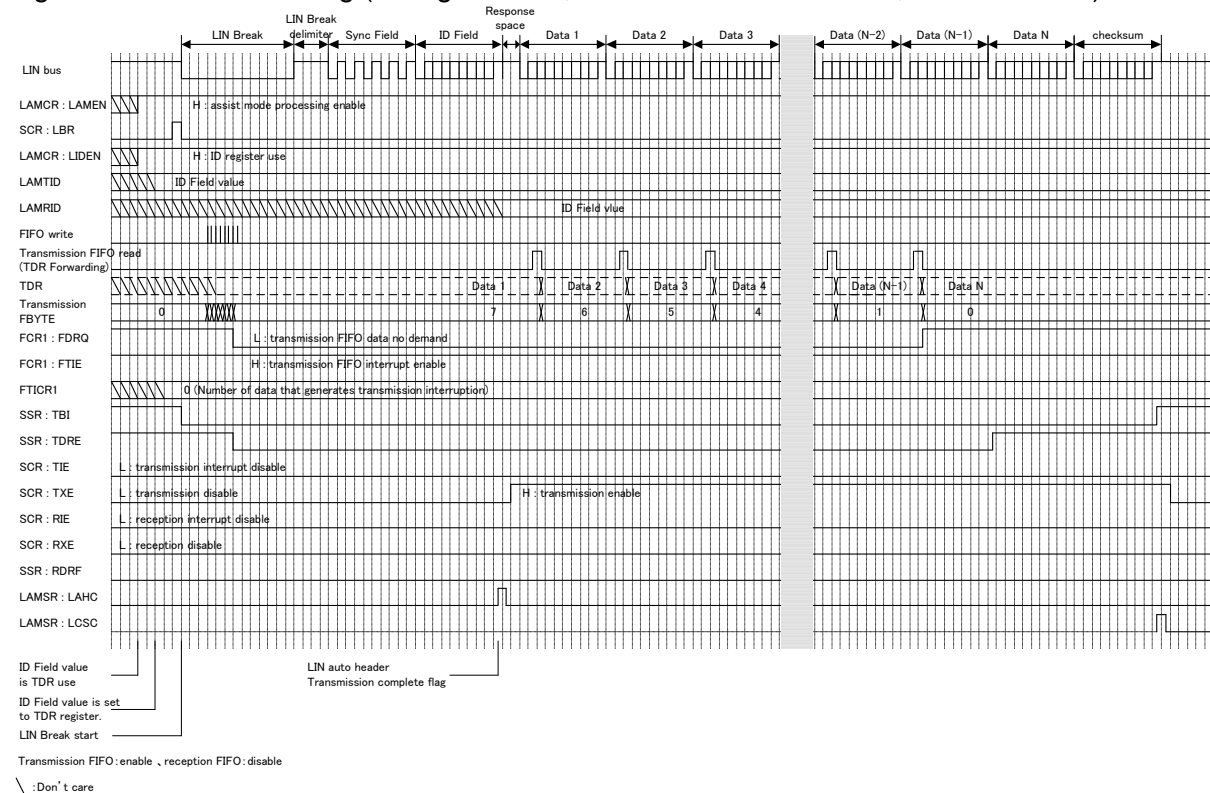 LIN Break
delimiter
Response
space
LIN Break
Sync Field
ID Field
Data 1
Data 2
Data 3
Data (N-2)
Data (N-1)
Data N
checksum
LIN bus
LAMCR : LAMEN
H : assist mode processing enable
SCR : LBR
LAMCR : LIDEN
H : ID register use
LAMTID
ID Field value
LAMRID
ID Field vlue
FIFO write
Transmission FIFO read
(TDR Forwarding)
TDR
Data 1
Data 2
Data 3
Data 4
Data (N-1)
Data N
Transmission
FBYTE
0
7
6
5
4
1
0
FCR1 : FDRQ
L : transmission FIFO data no demand
FCR1 : FTIE
H : transmission FIFO interrupt enable
FTICR1
0 (Number of data that generates transmission interruption)
SSR : TBI
SSR : TDRE
SCR : TIE
L : transmission interrupt disable
SCR : TXE
L : transmission disable
H : transmission enable
SCR : RIE
L : reception interrupt disable
SCR : RXE
L : reception disable
SSR : RDRF
LAMSR : LAHC
LAMSR : LCSC
ID Field value
is TDR use
LIN auto header
Transmission complete flag
ID Field value is set
to TDR register.
LIN Break start
Transmission FIFO:enable 、reception FIFO:disable
\ :Don't care